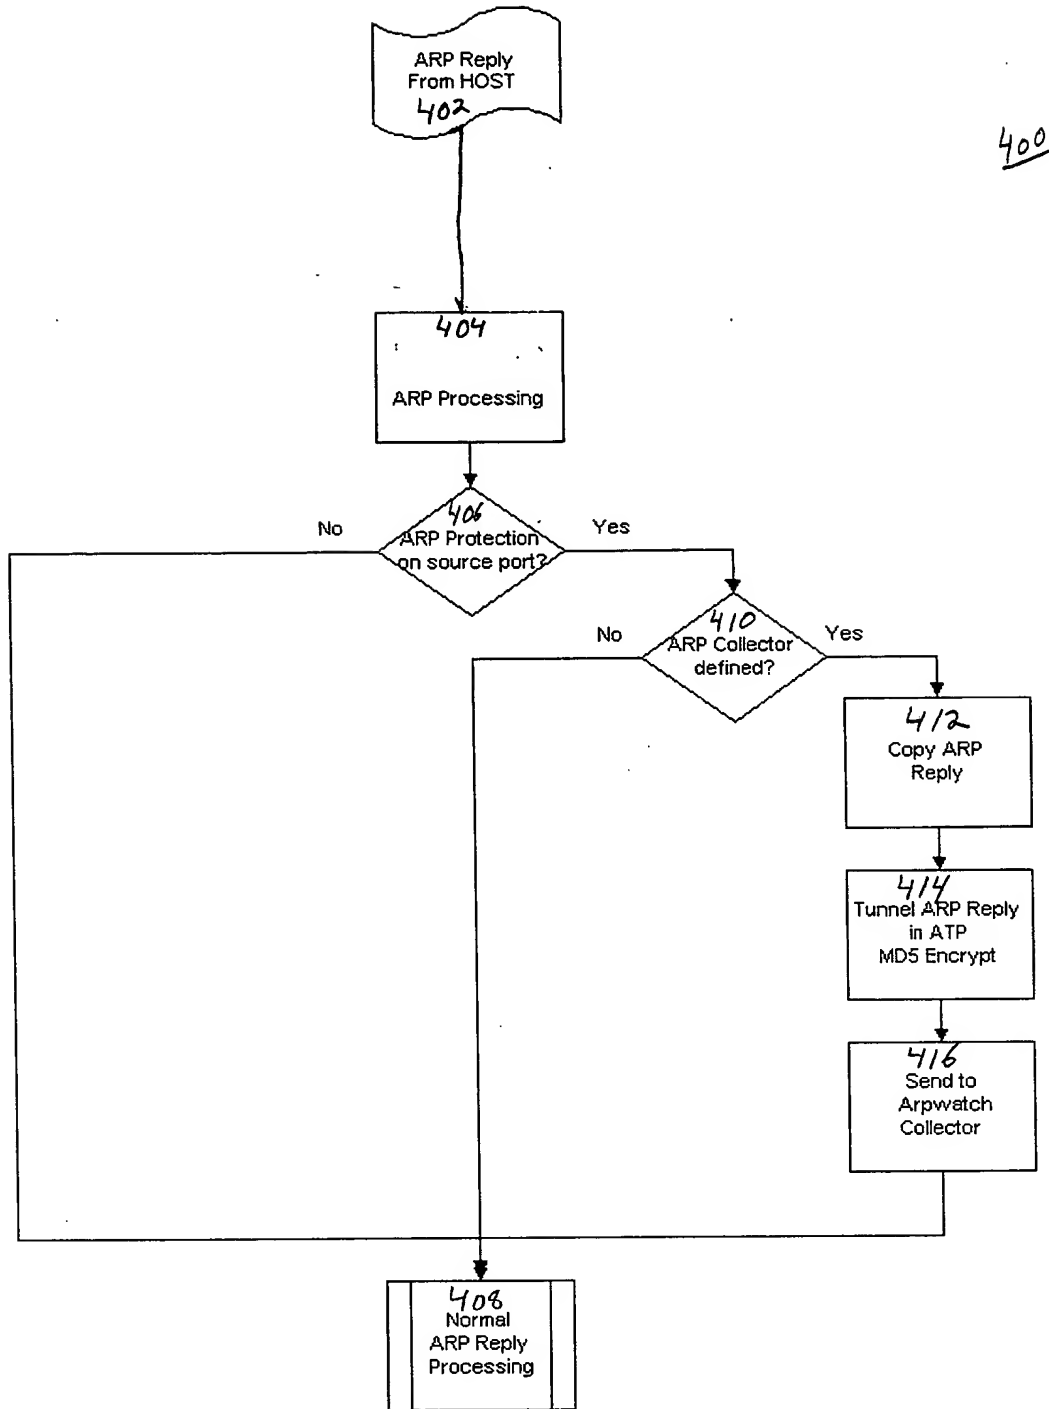 ARP Reply
From HOST
402
400
404
ARP Processing
406
ARP Protection
on source port?
No
Yes
410
ARP Collector
defined?
No
Yes
412
Copy ARP
Reply
414
Tunnel ARP Reply
in ATP
MD5 Encrypt
416
Send to
Arpwatch
Collector
408
Normal
ARP Reply
Processing